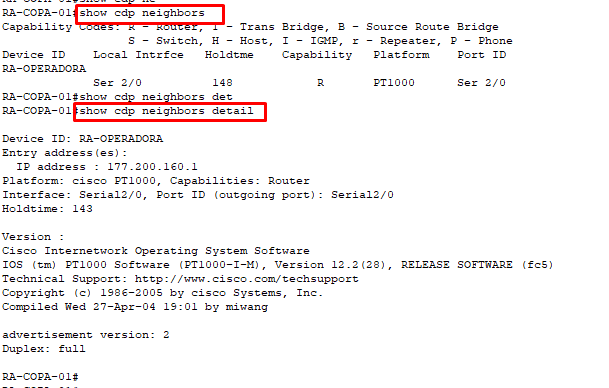 RA-COPA-01#show cdp ne
RA-COPA-01#show cdp neighbors
Capability Codes: R - Router, T - Trans Bridge, B - Source Route Bridge
S - Switch, H - Host, I - IGMP, r - Repeater, P - Phone
Device ID Local Intrfce Holdtme Capability Platform Port ID
RA-OPERADORA
Ser 2/0 148 R PT1000 Ser 2/0
RA-COPA-01#show cdp neighbors det
RA-COPA-01#show cdp neighbors detail
Device ID: RA-OPERADORA
Entry address(es):
IP address : 177.200.160.1
Platform: cisco PT1000, Capabilities: Router
Interface: Serial2/0, Port ID (outgoing port): Serial2/0
Holdtime: 143
Version :
Cisco Internetwork Operating System Software
IOS (tm) PT1000 Software (PT1000-I-M), Version 12.2(28), RELEASE SOFTWARE (fc5)
Technical Support: http://www.cisco.com/techsupport
Copyright (c) 1986-2005 by cisco Systems, Inc.
Compiled Wed 27-Apr-04 19:01 by miwang
advertisement version: 2
Duplex: full
RA-COPA-01#